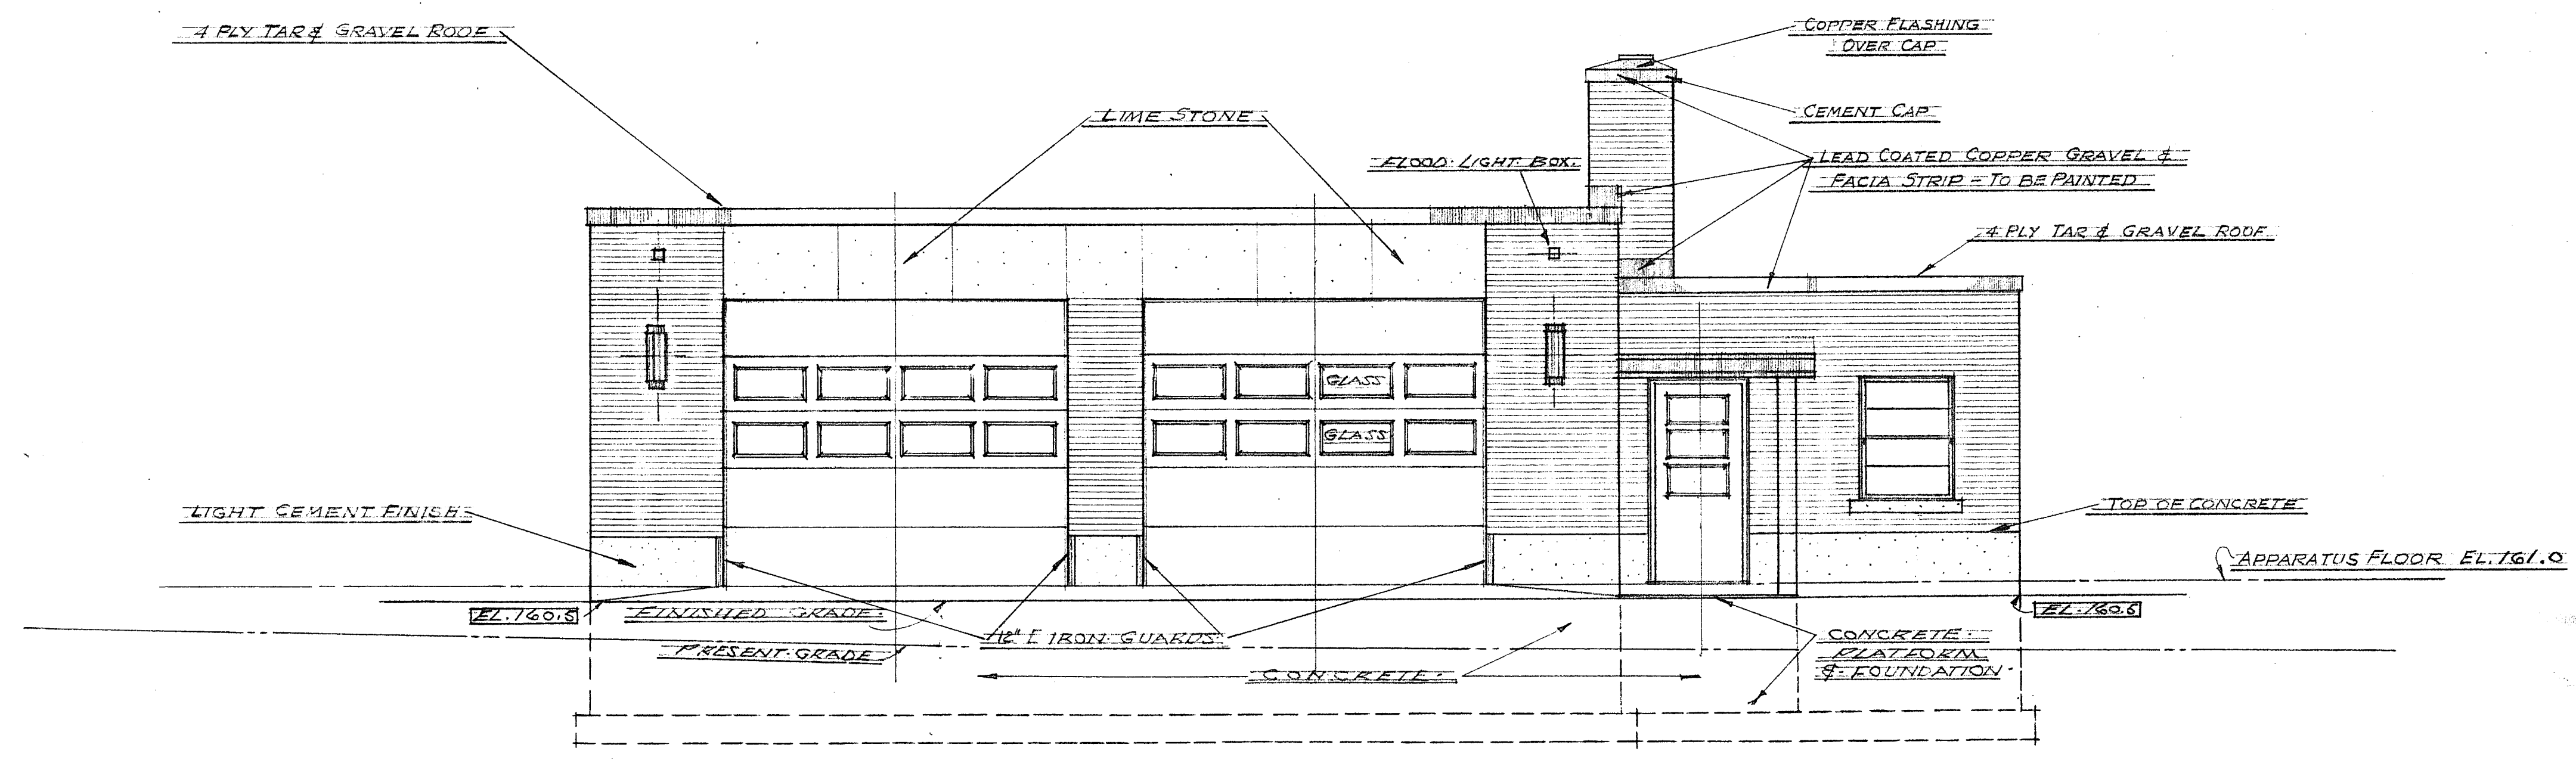 4 PLY TAR & GRAVEL ROOF
COPPER FLASHING
OVER CAP
LIME STONE
CEMENT CAP
FLOOD-LIGHT BOX
LEAD COATED COPPER GRAVEL &
FACIA STRIP - TO BE PAINTED
4 PLY TAR & GRAVEL ROOF
GLASS
GLASS
LIGHT CEMENT FINISH
TOP OF CONCRETE
APPARATUS FLOOR EL. 161.0
EL. 160.5
FINISHED GRADE
EL. 160.5
12" [ IRON GUARDS
PRESENT GRADE
CONCRETE
PLATFORM
& FOUNDATION
CONCRETE